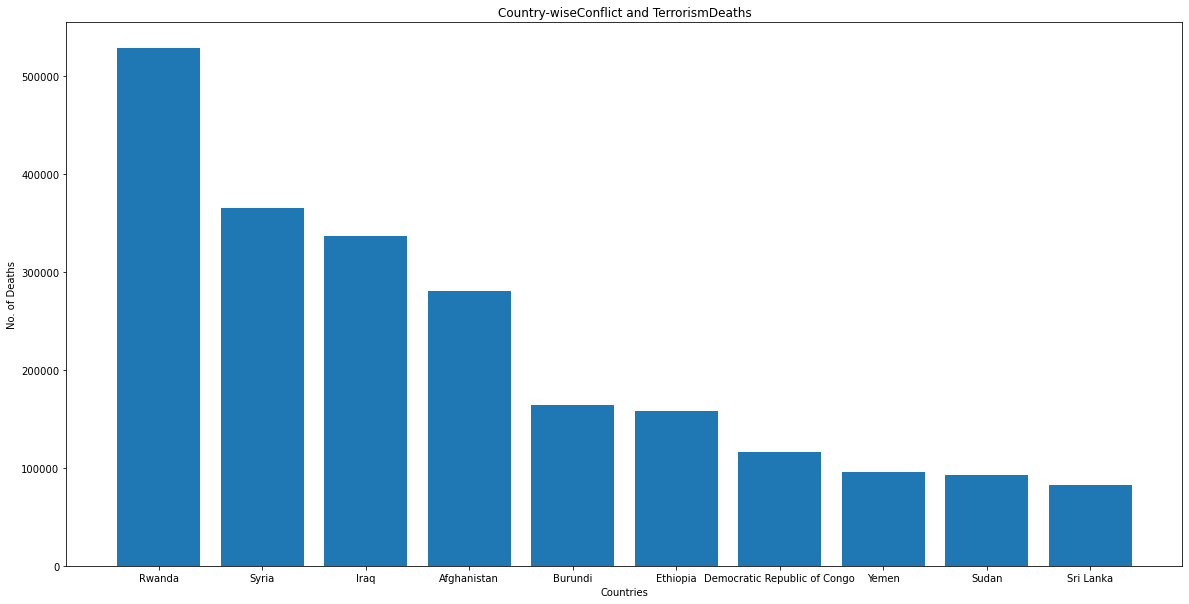 Country-wiseConflict and TerrorismDeaths
No. of Deaths
500000
400000
300000
200000
100000
0
Rwanda Syria Iraq Afghanistan Burundi Ethiopia Democratic Republic of Congo Yemen Sudan Sri Lanka
Countries